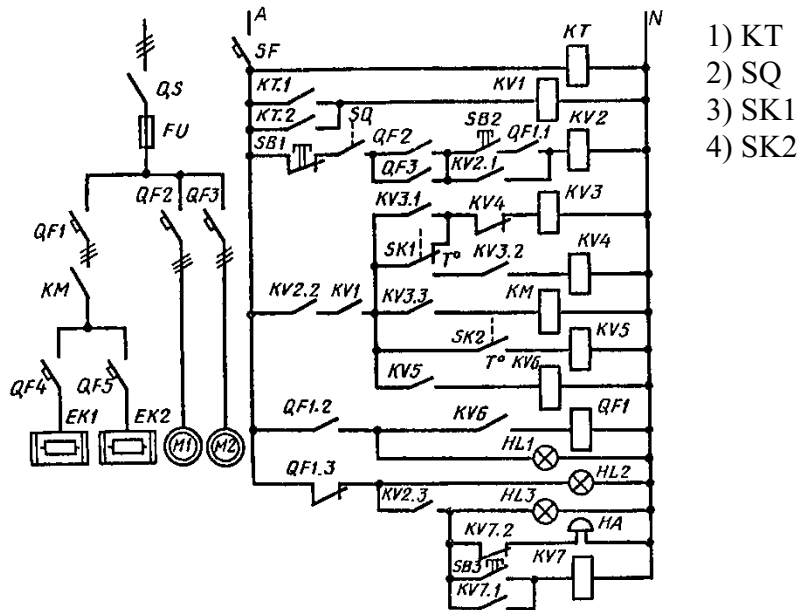 A
N
SF
KT
QS
KT.1
KV1
FU
KT.2
SQ
SB1
QF2
SB2
QF1.1
KV2
QF3
KV2.1
QF2
QF3
KV3.1
KV4
KV3
QF1
SK1
T°
KV3.2
KV4
KM
KV2.2
KV1
KV3.3
KM
SK2
T°
KV5
QF4
QF5
KV5
KV6
EK1
EK2
M1
M2
QF1.2
KV6
QF1
HL1
QF1.3
HL2
KV2.3
HL3
KV7.2
HA
SB3
KV7
KV7.1
1) KT
2) SQ
3) SK1
4) SK2